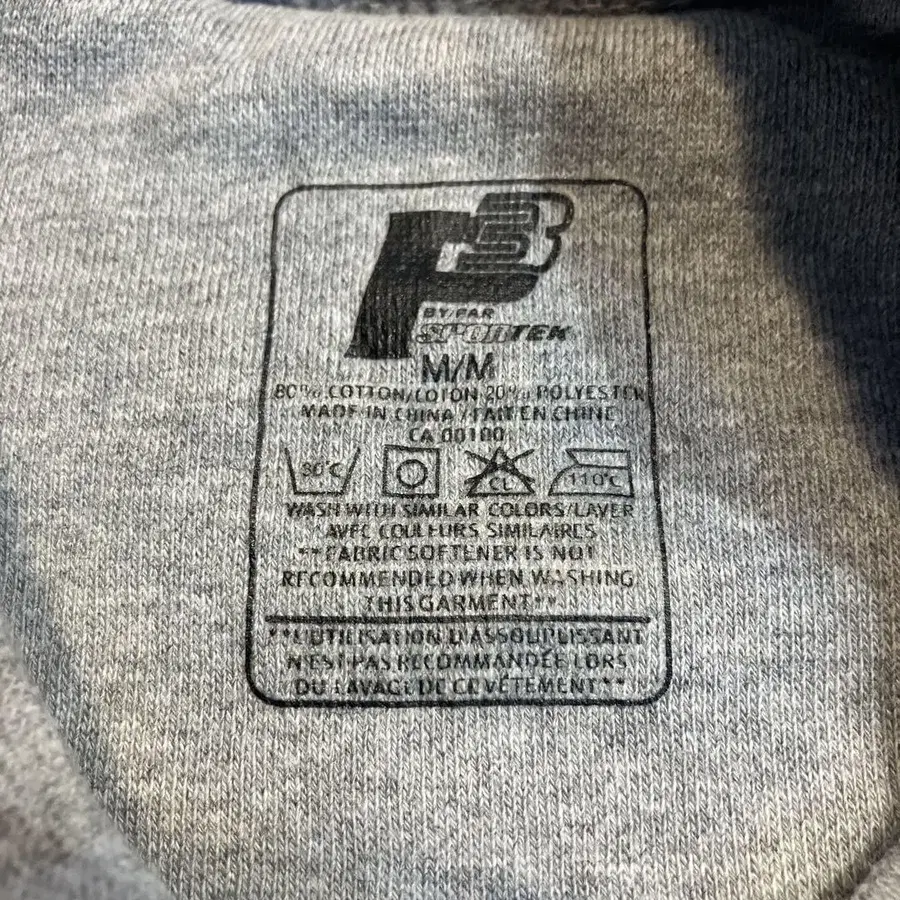 P3
BY/PAR
SPORTEK
M/M
80% COTTON/COTON 20% POLYESTER
MADE IN CHINA / FAIT EN CHINE
CA 00100
30°C
CL
110°C
WASH WITH SIMILAR COLORS/LAVER
AVEC COULEURS SIMILAIRES
**FABRIC SOFTENER IS NOT
RECOMMENDED WHEN WASHING
THIS GARMENT**
**L'UTILISATION D'ASSOUPLISSANT
N'EST PAS RECOMMANDÉE LORS
DU LAVAGE DE CE VÊTEMENT**